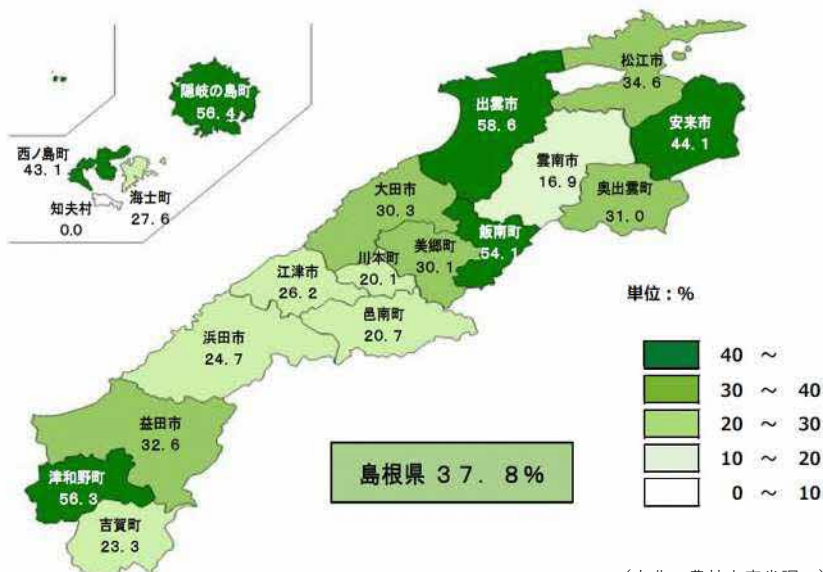 隠岐の島町
56.4
西ノ島町
43.1
海士町
27.6
知夫村
0.0
松江市
34.6
出雲市
58.6
安来市
44.1
雲南市
16.9
奥出雲町
31.0
大田市
30.3
飯南町
54.1
美郷町
30.1
川本町
20.1
江津市
26.2
邑南町
20.7
浜田市
24.7
益田市
32.6
津和野町
56.3
吉賀町
23.3
島根県 37.8%
単位:%
40 ~
30 ~ 40
20 ~ 30
10 ~ 20
0 ~ 10